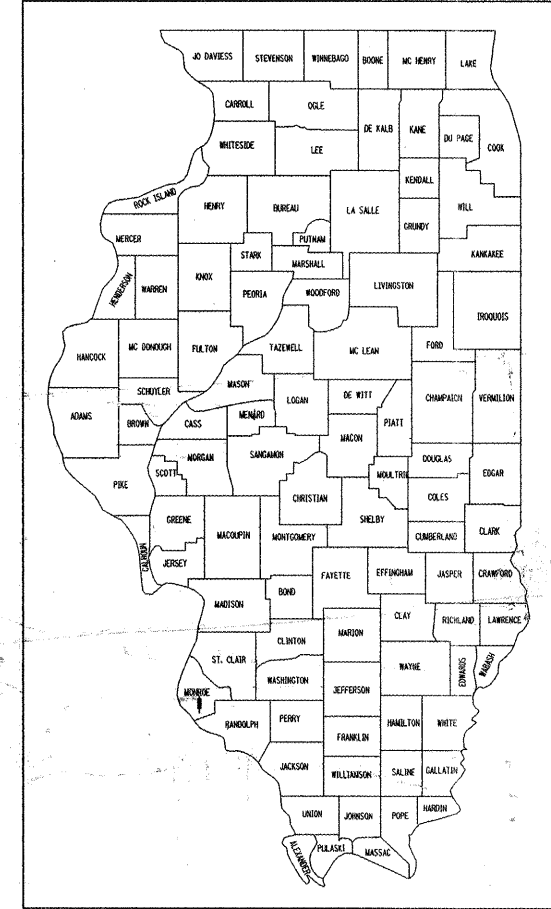 JO DAVIESS
STEVENSON
WINNEBAGO
BOONE
MC HENRY
LAKE
CARROLL
OGLE
DE KALB
KANE
DU PAGE
COOK
WHITESIDE
LEE
KENDALL
ROCK ISLAND
HENRY
BUREAU
LA SALLE
WILL
GRUNDY
MERCER
PUTNAM
STARK
MARSHALL
KANKAKEE
HENDERSON
WARREN
KNOX
PEORIA
WOODFORD
LIVINGSTON
IROQUOIS
HANCOCK
MC DONOUGH
FULTON
TAZEWELL
MC LEAN
FORD
MASON
SCHUYLER
LOGAN
DE WITT
CHAMPAIGN
VERMILION
ADAMS
BROWN
CASS
MENARD
PIATT
MACON
MORGAN
SANGAMON
DOUGLAS
EDGAR
SCOTT
MOULTRIE
PIKE
CHRISTIAN
COLES
GREENE
MACOUPIN
MONTGOMERY
SHELBY
CUMBERLAND
CLARK
CALHOUN
JERSEY
FAYETTE
EFFINGHAM
JASPER
CRAWFORD
MADISON
BOND
CLAY
RICHLAND
LAWRENCE
CLINTON
MARION
ST. CLAIR
WAYNE
EDWARDS
WABASH
WASHINGTON
JEFFERSON
MONROE
RANDOLPH
PERRY
HAMILTON
WHITE
FRANKLIN
JACKSON
WILLIAMSON
SALINE
GALLATIN
UNION
JOHNSON
POPE
HARDIN
ALEXANDER
PULASKI
MASSAC